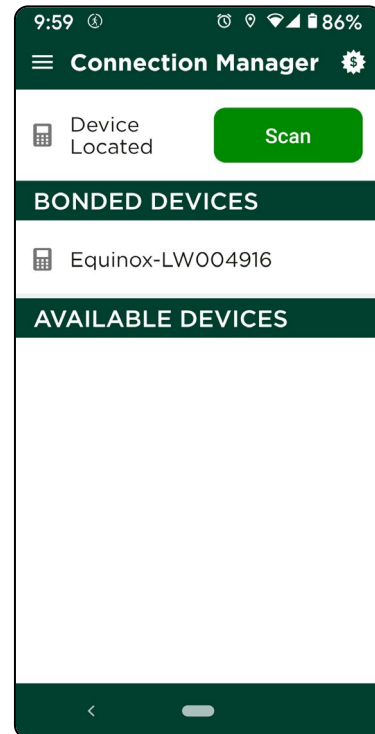 9:59 86%
Connection Manager $
Device
Located
Scan
BONDED DEVICES
Equinox-LW004916
AVAILABLE DEVICES